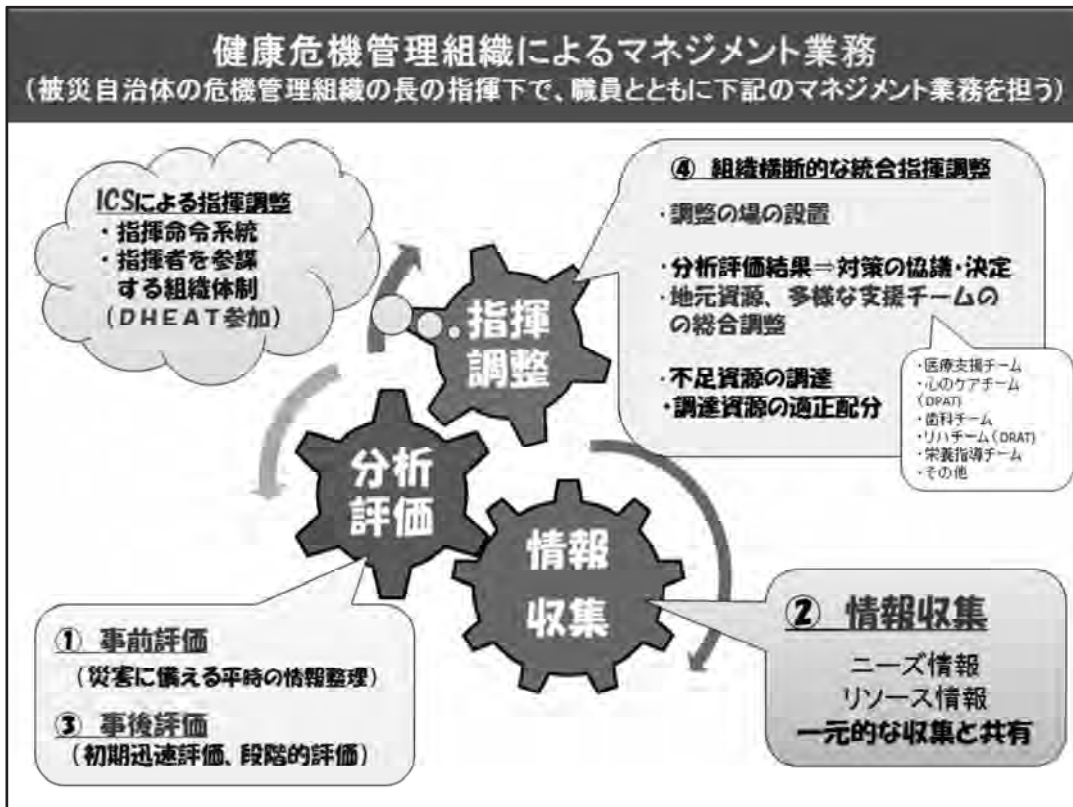 健康危機管理組織によるマネジメント業務
（被災自治体の危機管理組織の長の指揮下で、職員とともに下記のマネジメント業務を担う）
ICSによる指揮調整
・指揮命令系統
・指揮者を参謀
する組織体制
（DHEAT参加）
指揮
調整
④ 組織横断的な統合指揮調整
・調整の場の設置
・分析評価結果⇒対策の協議・決定
・地元資源、多様な支援チームの
の総合調整
・不足資源の調達
・調達資源の適正配分
・医療支援チーム
・心のケアチーム
（DPAT）
・歯科チーム
・リハチーム（DRAT）
・栄養指導チーム
・その他
分析
評価
情報
収集
① 事前評価
（災害に備える平時の情報整理）
③ 事後評価
（初期迅速評価、段階的評価）
② 情報収集
ニーズ情報
リソース情報
一元的な収集と共有